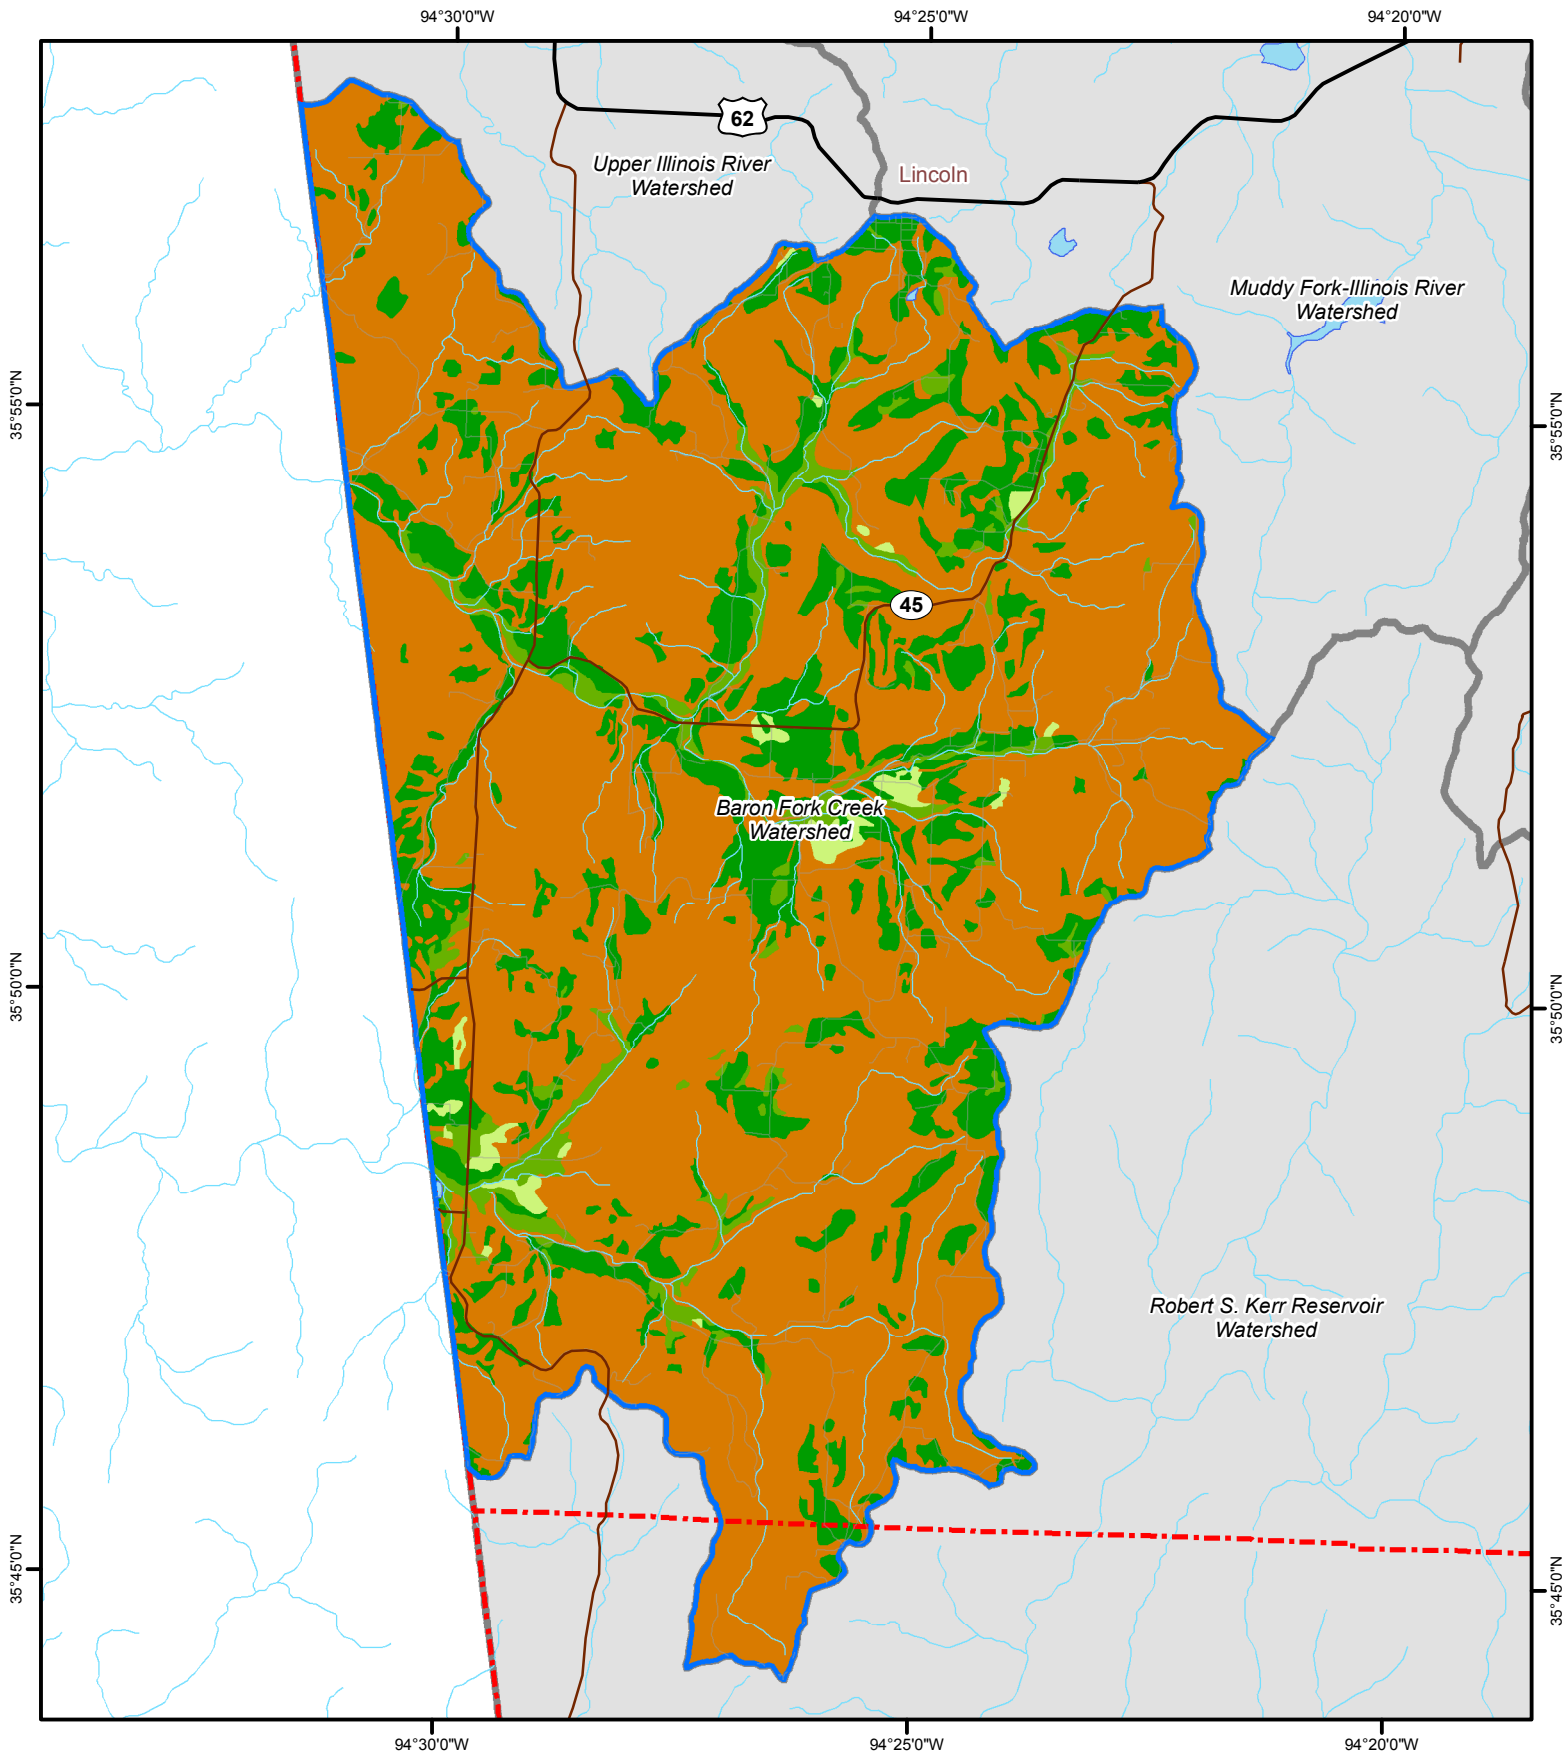 94°30'0"W
94°25'0"W
94°20'0"W
62
Upper Illinois River
Watershed
Lincoln
Muddy Fork-Illinois River
Watershed
35°55'0"N
35°55'0"N
45
Baron Fork Creek
Watershed
35°50'0"N
35°50'0"N
Robert S. Kerr Reservoir
Watershed
35°45'0"N
35°45'0"N
94°30'0"W
94°25'0"W
94°20'0"W